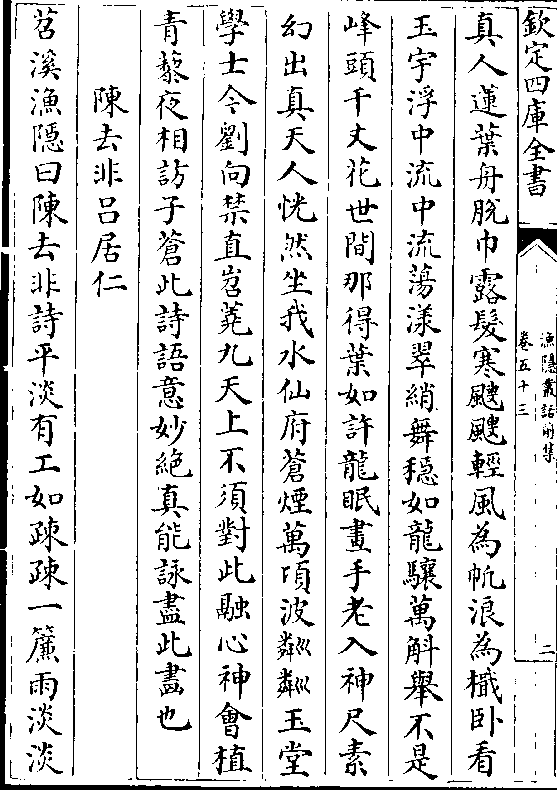 欽定四庫全書
漁隱叢話前集
卷五十三
二
真人蓮葉舟脫巾露髮寒颼颼輕風為帆浪為檝卧看
玉宇浮中流中流蕩漾翠綃舞穏如龍驤萬斛舉不是
峰頭千丈花世間那得葉如許龍眠畫手老入神尺素
幻出真天人恍然坐我水仙府蒼煙萬頃波粼粼玉堂
學士今劉向禁直岧荛九天上不須對此融心神會植
青藜夜相訪子蒼此詩語意妙絶真能詠盡此畫也
陳去非吕居仁
苕溪漁隱曰陳去非詩平淡有工如疎疎一簾雨淡淡